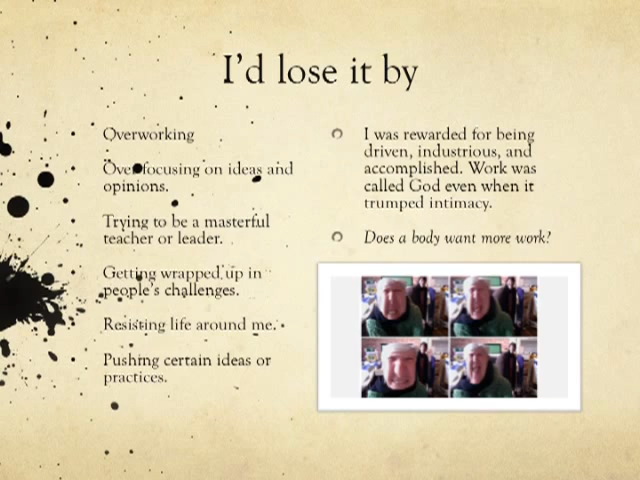 I'd lose it by
Overworking
Over focusing on ideas and
opinions.
Trying to be a masterful
teacher or leader.
Getting wrapped up in
people's challenges.
Resisting life around me.
Pushing certain ideas or
practices.
I was rewarded for being
driven, industrious, and
accomplished. Work was
called God even when it
trumped intimacy.
Does a body want more work?